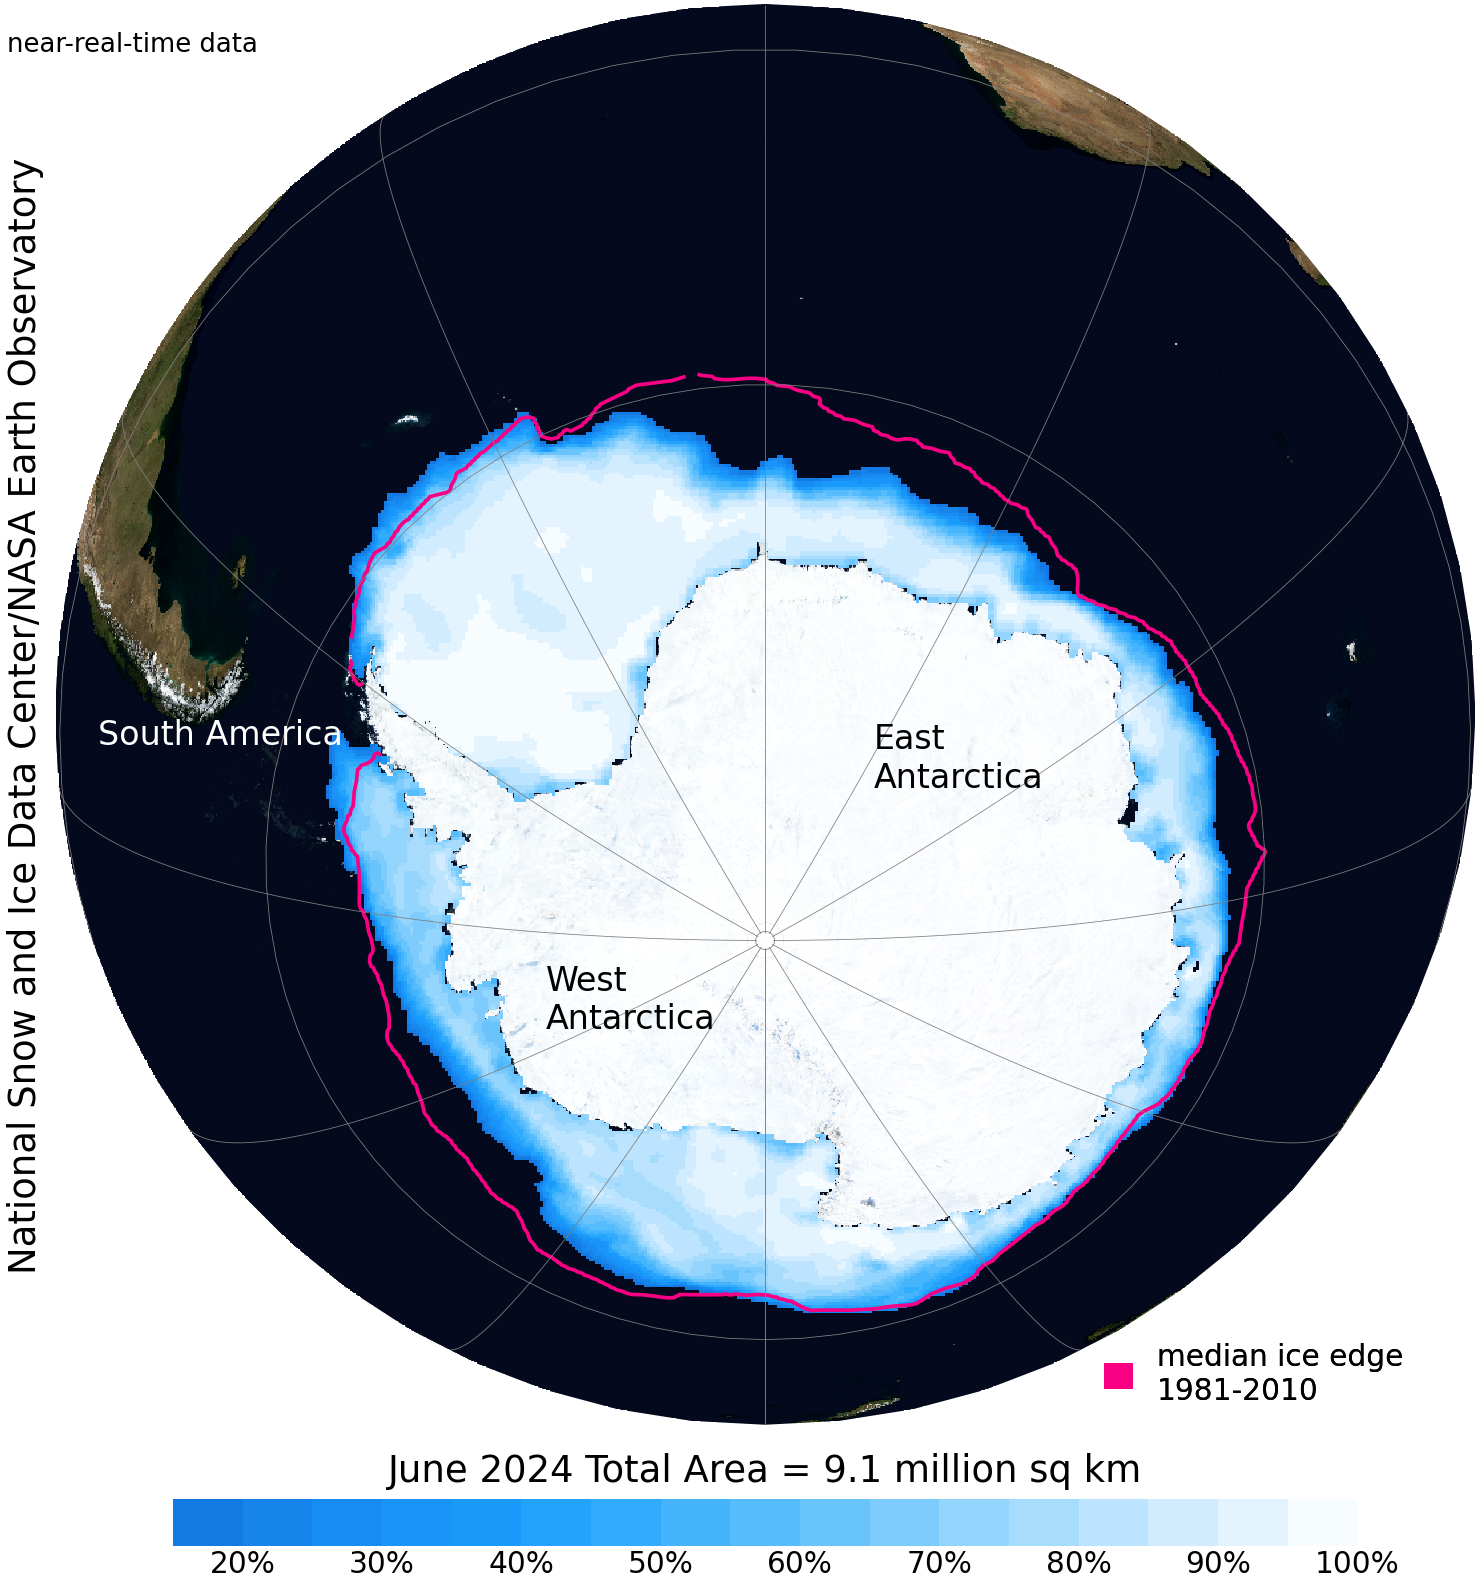 near-real-time data
National Snow and Ice Data Center/NASA Earth Observatory
South America
East
Antarctica
West
Antarctica
median ice edge
1981-2010
June 2024 Total Area = 9.1 million sq km
20% 30% 40% 50% 60% 70% 80% 90% 100%